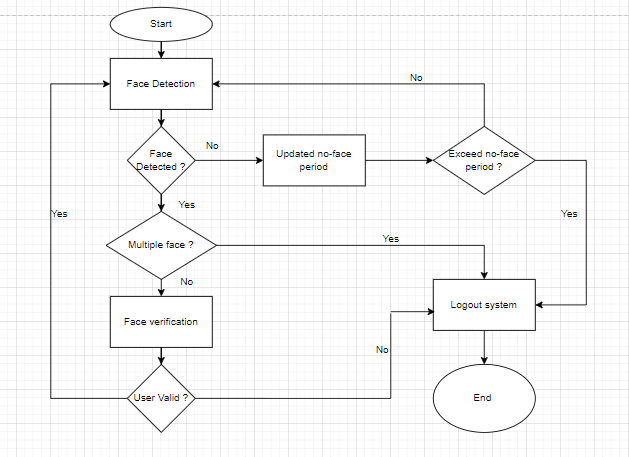 Start
Face Detection
No
Face
Detected ?
No
Updated no-face
period
Exceed no-face
period ?
Yes
Yes
Yes
Multiple face ?
Yes
No
Logout system
Face verification
No
User Valid ?
End